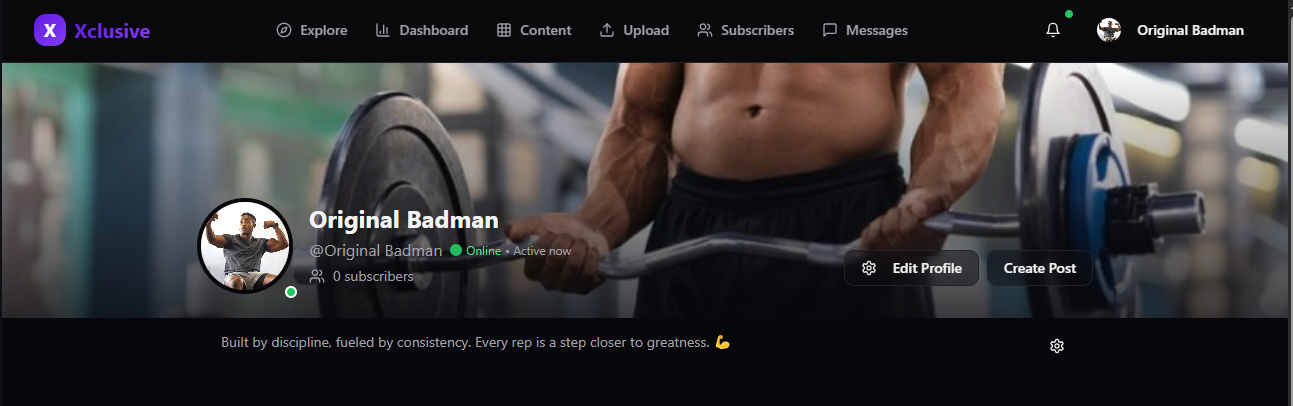 X Xclusive Explore Dashboard Content Upload Subscribers Messages Original Badman
Original Badman
@Original Badman Online • Active now
0 subscribers
Edit Profile Create Post
Built by discipline, fueled by consistency. Every rep is a step closer to greatness. 💪